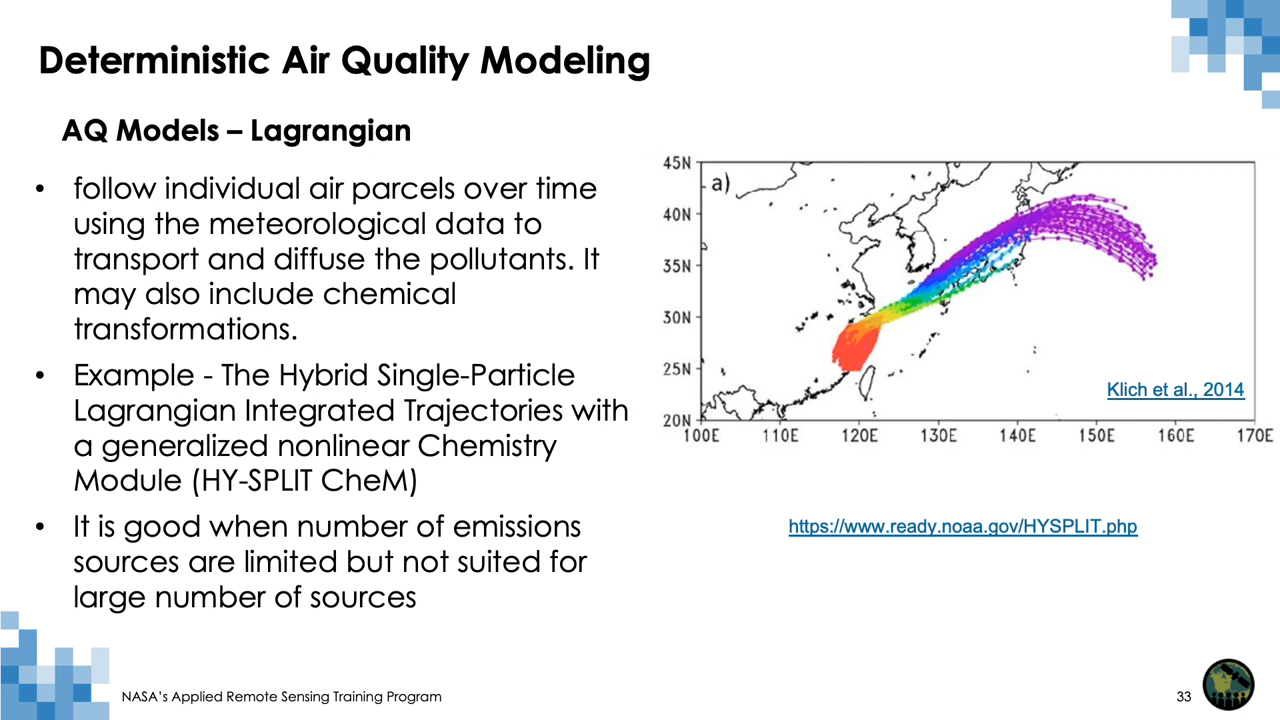 Deterministic Air Quality Modeling
AQ Models – Lagrangian
• follow individual air parcels over time
using the meteorological data to
transport and diffuse the pollutants. It
may also include chemical
transformations.
• Example - The Hybrid Single-Particle
Lagrangian Integrated Trajectories with
a generalized nonlinear Chemistry
Module (HY-SPLIT CheM)
• It is good when number of emissions
sources are limited but not suited for
large number of sources
45N
a)
40N
35N
30N
25N
Klich et al., 2014
20N
100E 110E 120E 130E 140E 150E 160E 170E
https://www.ready.noaa.gov/HYSPLIT.php
NASA's Applied Remote Sensing Training Program
33